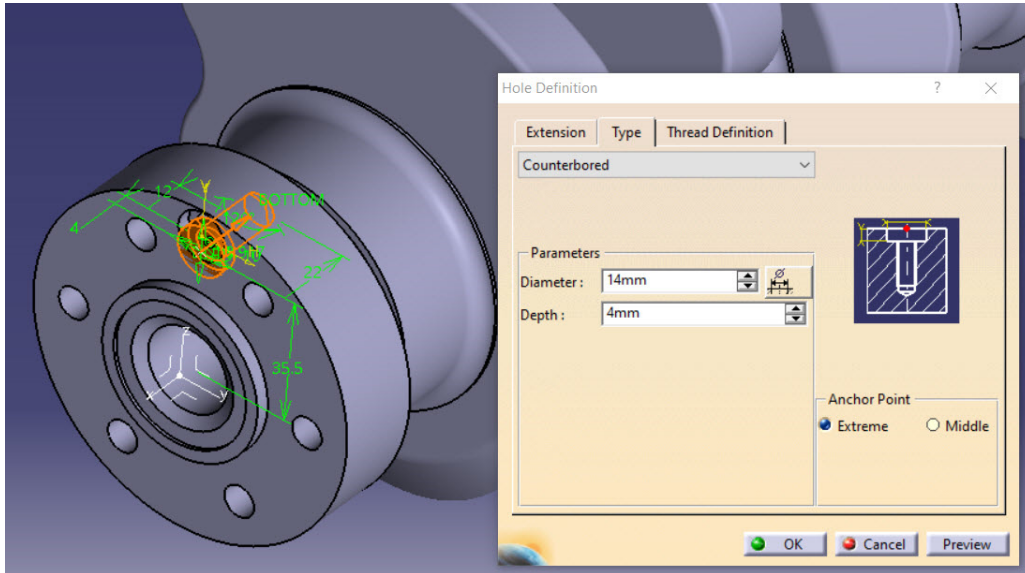 Hole Definition
? ×
Extension Type Thread Definition
Counterbored
Parameters
Diameter : 14mm
Depth : 4mm
Anchor Point
Extreme Middle
OK Cancel Preview
Y
12
BOTTOM
4
22
35.5
z
x y